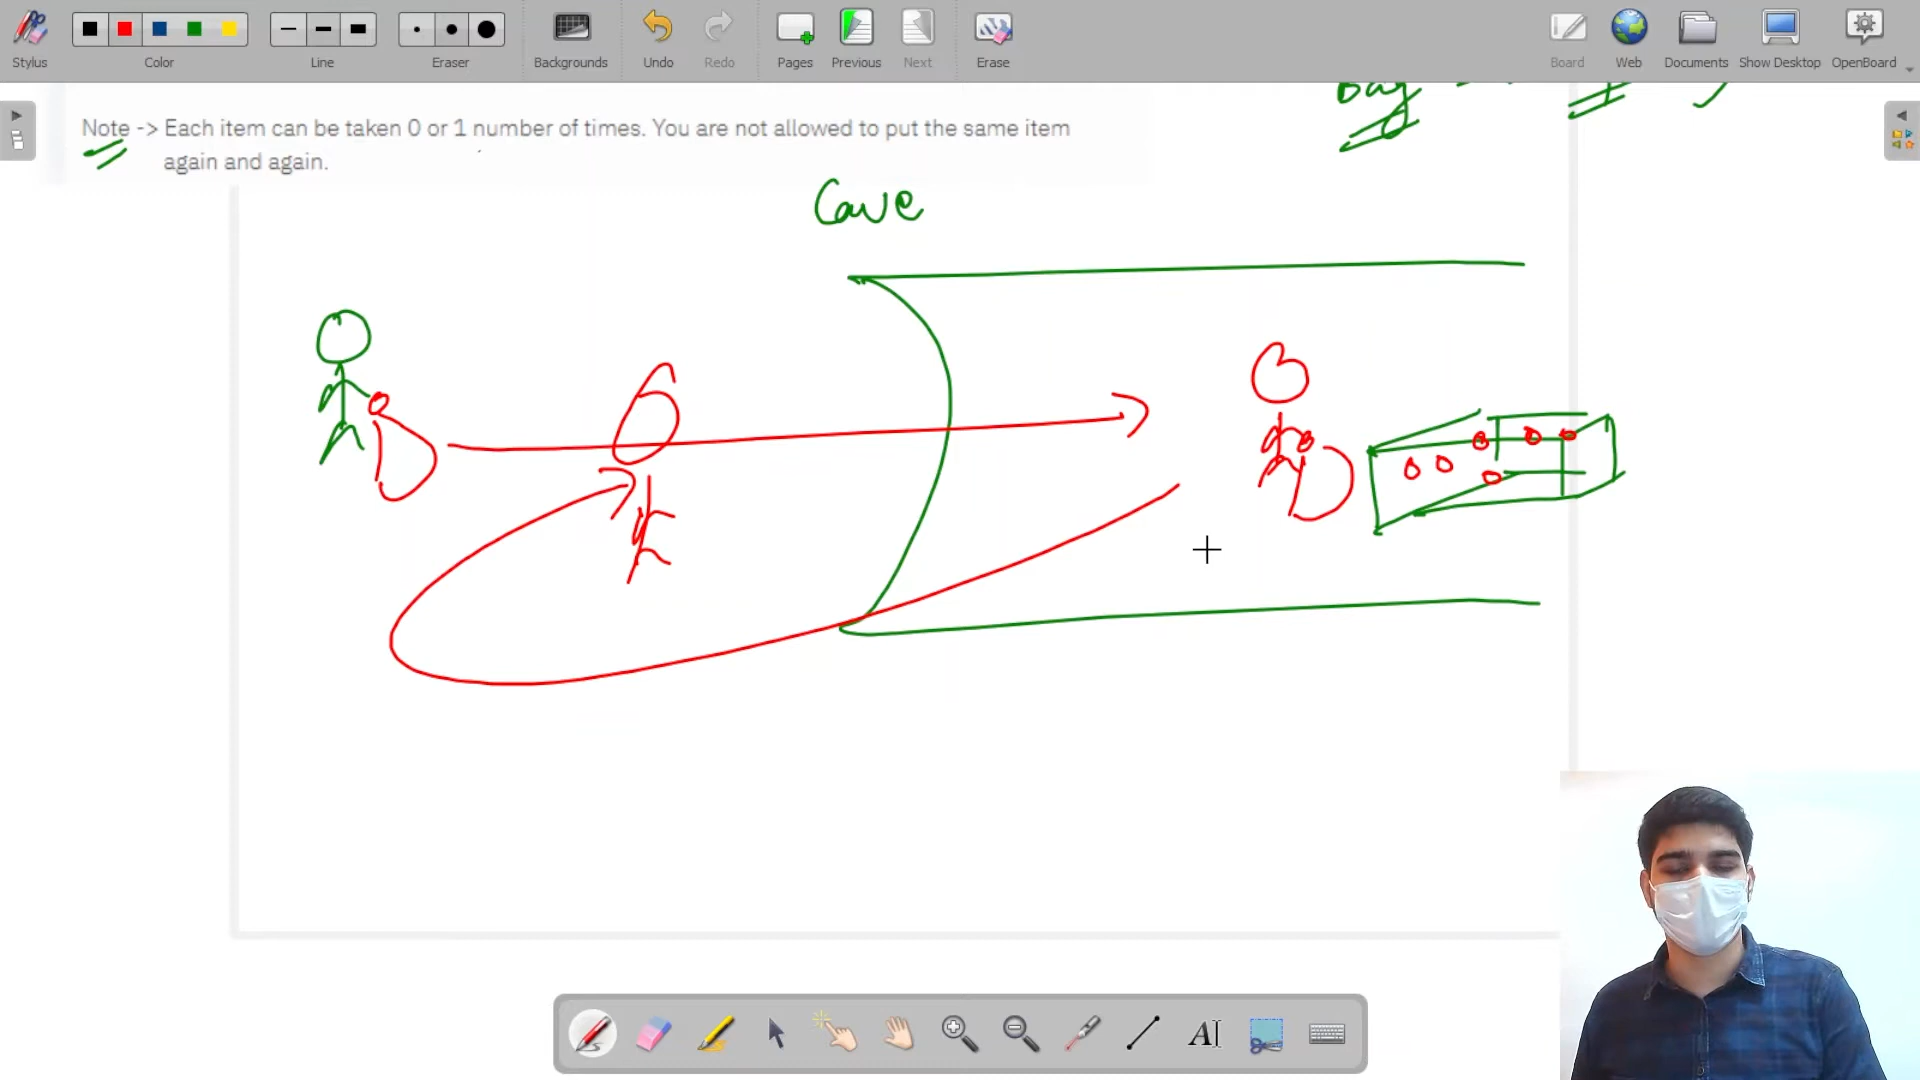 Stylus
Color
Line
Eraser
Backgrounds
Undo
Redo
Pages
Previous
Next
Erase
Board
Web
Documents
Show Desktop
OpenBoard
Bag
Note -> Each item can be taken 0 or 1 number of times. You are not allowed to put the same item
again and again.
Cave